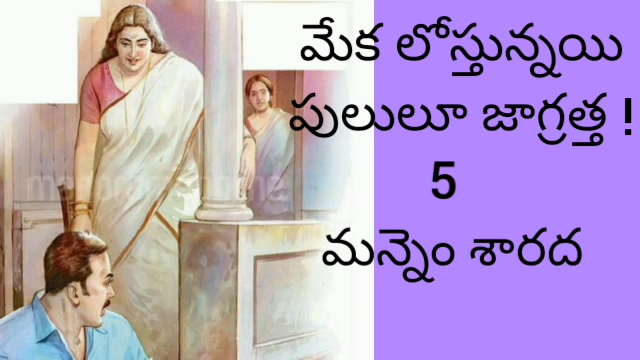 మేక లోస్తున్నయి
పులులూ జాగ్రత్త !
5
మన్నెం శారద